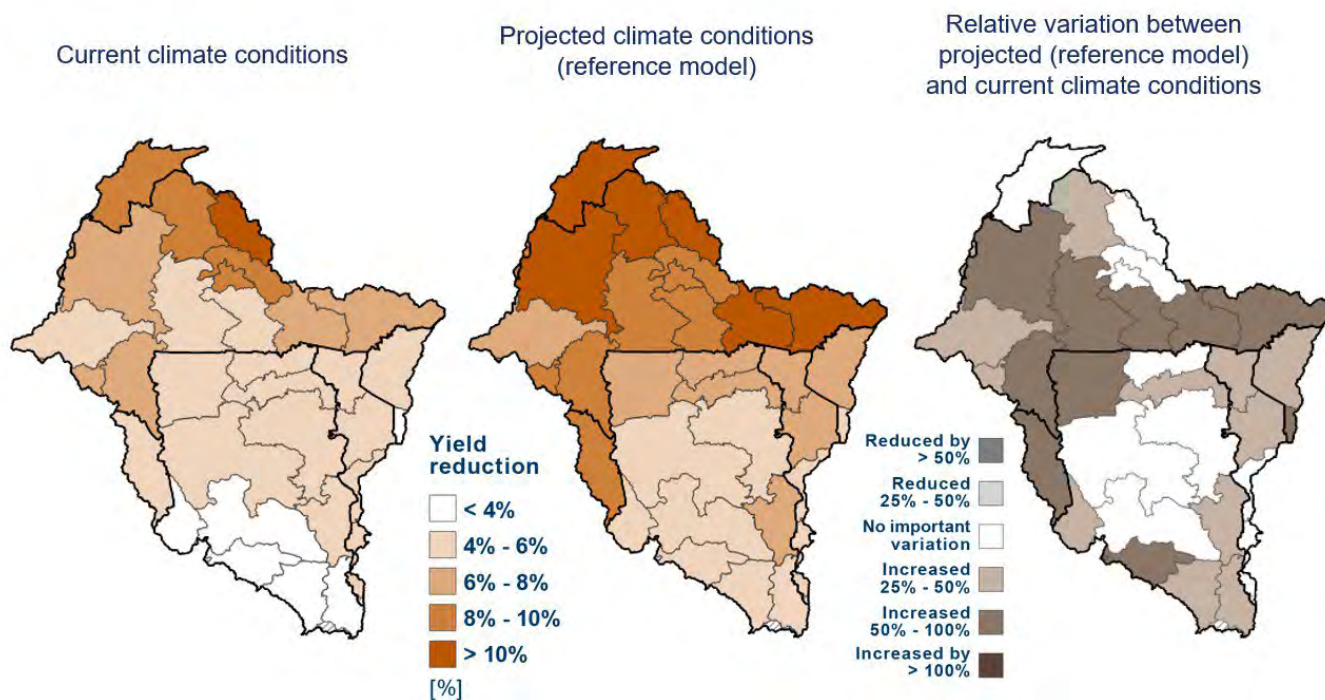 Current climate conditions
Projected climate conditions
(reference model)
Relative variation between
projected (reference model)
and current climate conditions
Yield
reduction
< 4%
4% - 6%
6% - 8%
8% - 10%
> 10%
[%]
Reduced by
> 50%
Reduced
25% - 50%
No important
variation
Increased
25% - 50%
Increased
50% - 100%
Increased by
> 100%